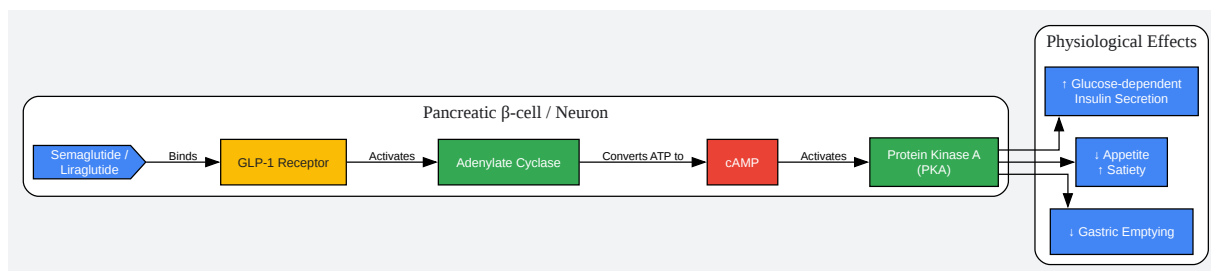 Physiological Effects
↑ Glucose-dependent
Insulin Secretion
Pancreatic β-cell / Neuron
Semaglutide /
Liraglutide
Binds
GLP-1 Receptor
Activates
Adenylate Cyclase
Converts ATP to
cAMP
Activates
Protein Kinase A
(PKA)
↓ Appetite
↑ Satiety
↓ Gastric Emptying